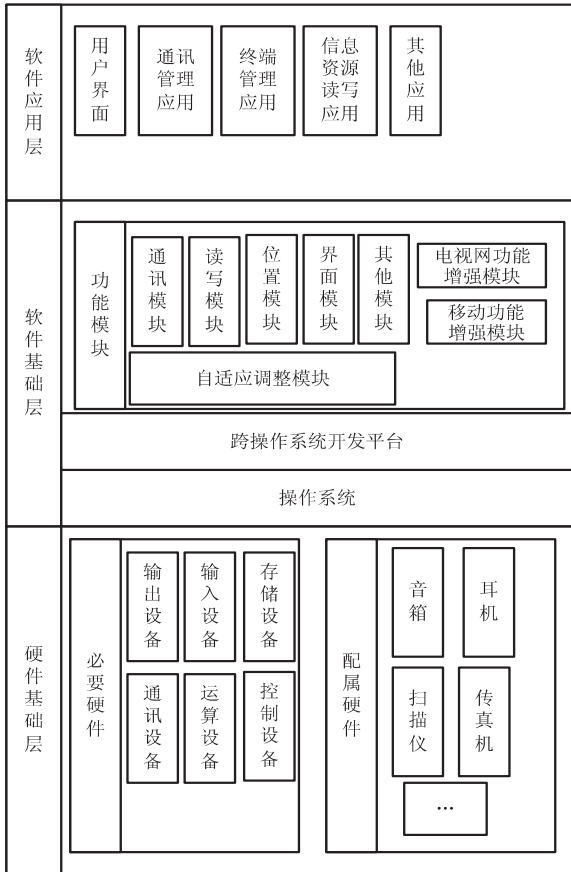 软件应用层
用户界面
通讯
管理
应用
终端
管理
应用
信息
资源
读写
应用
其他应用
软件基础层
功能模块
通讯模块
读写模块
位置模块
界面模块
其他模块
电视网功能
增强模块
移动功能
增强模块
自适应调整模块
跨操作系统开发平台
操作系统
硬件基础层
必要硬件
输出设备
输入设备
存储设备
通讯设备
运算设备
控制设备
配属硬件
音箱
耳机
扫描仪
传真机
...